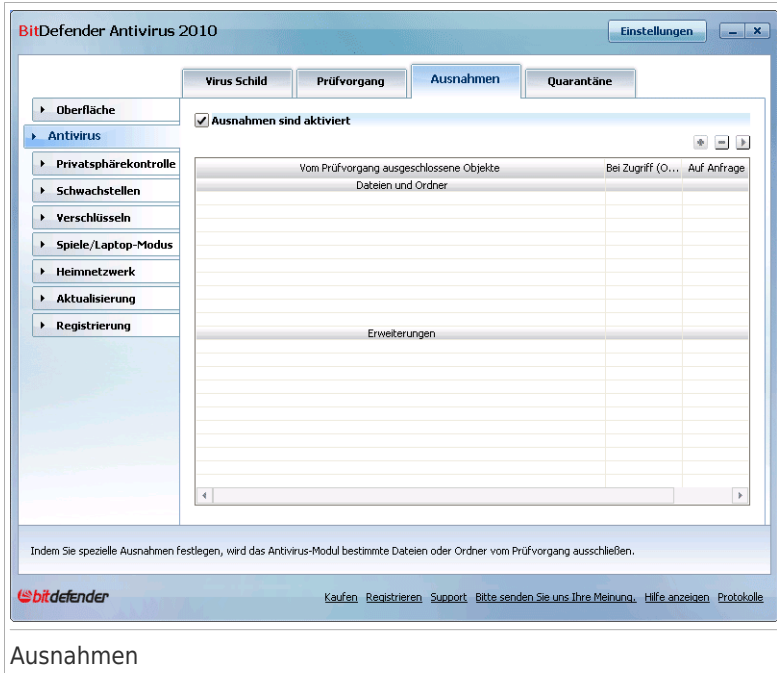 BitDefender Antivirus 2010
Einstellungen
Virus Schild
Prüfvorgang
Ausnahmen
Quarantäne
Oberfläche
Antivirus
Privatsphärekontrolle
Schwachstellen
Verschlüsseln
Spiele/Laptop-Modus
Heimnetzwerk
Aktualisierung
Registrierung
Ausnahmen sind aktiviert
Vom Prüfvorgang ausgeschlossene Objekte
Bei Zugriff (O...
Auf Anfrage
Dateien und Ordner
Erweiterungen
Indem Sie spezielle Ausnahmen festlegen, wird das Antivirus-Modul bestimmte Dateien oder Ordner vom Prüfvorgang ausschließen.
bitdefender
Kaufen Registrieren Support Bitte senden Sie uns Ihre Meinung. Hilfe anzeigen Protokolle
Ausnahmen